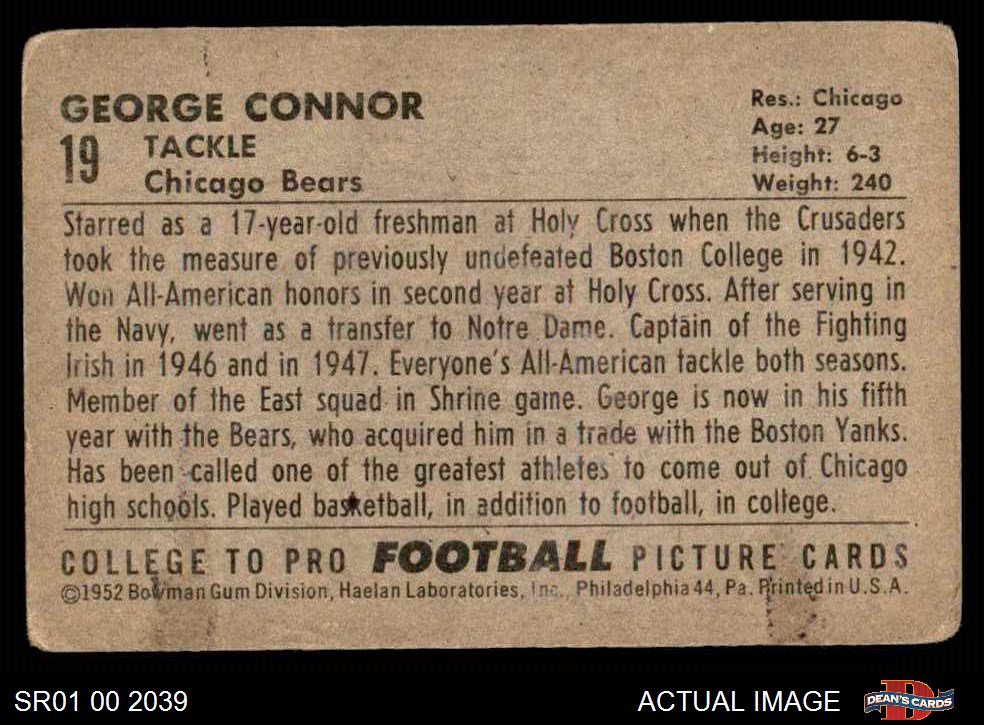 GEORGE CONNOR
19 TACKLE
Chicago Bears
Res.: Chicago
Age: 27
Height: 6-3
Weight: 240
Starred as a 17-year-old freshman at Holy Cross when the Crusaders
took the measure of previously undefeated Boston College in 1942.
Won All-American honors in second year at Holy Cross. After serving in
the Navy, went as a transfer to Notre Dame. Captain of the Fighting
Irish in 1946 and in 1947. Everyone's All-American tackle both seasons.
Member of the East squad in Shrine game. George is now in his fifth
year with the Bears, who acquired him in a trade with the Boston Yanks.
Has been called one of the greatest athletes to come out of Chicago
high schools. Played basketball, in addition to football, in college.
COLLEGE TO PRO FOOTBALL PICTURE CARDS
©1952 Bowman Gum Division, Haelan Laboratories, Inc., Philadelphia 44, Pa. Printed in U.S.A.
SR01 00 2039
ACTUAL IMAGE
DEAN'S CARDS